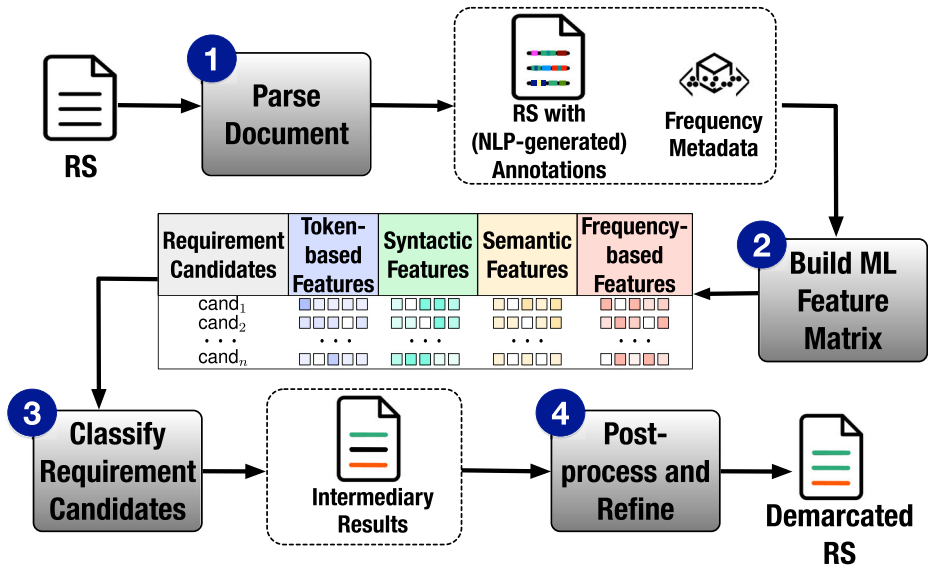 1
Parse
Document
RS
RS with
(NLP-generated)
Annotations
Frequency
Metadata
2
Build ML
Feature
Matrix
Requirement
Candidates
Token-
based
Features
Syntactic
Features
Semantic
Features
Frequency-
based
Features
cand1
cand2
· · · · · · · · · · · · · · ·
candn
3
Classify
Requirement
Candidates
Intermediary
Results
4
Post-
process and
Refine
Demarcated
RS